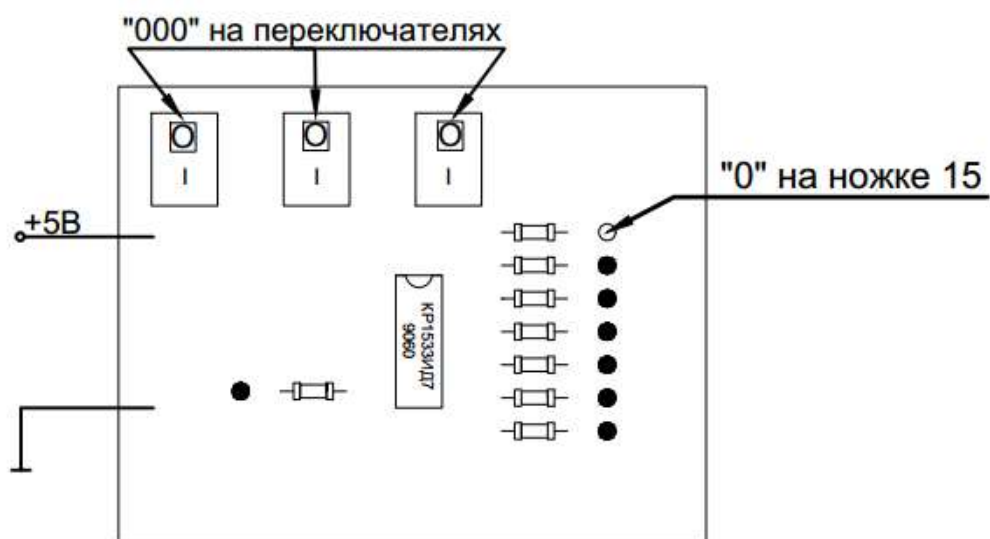 "000" на переключателях
O
O
O
I
I
I
"0" на ножке 15
+5В
КР1533ИД7
9060